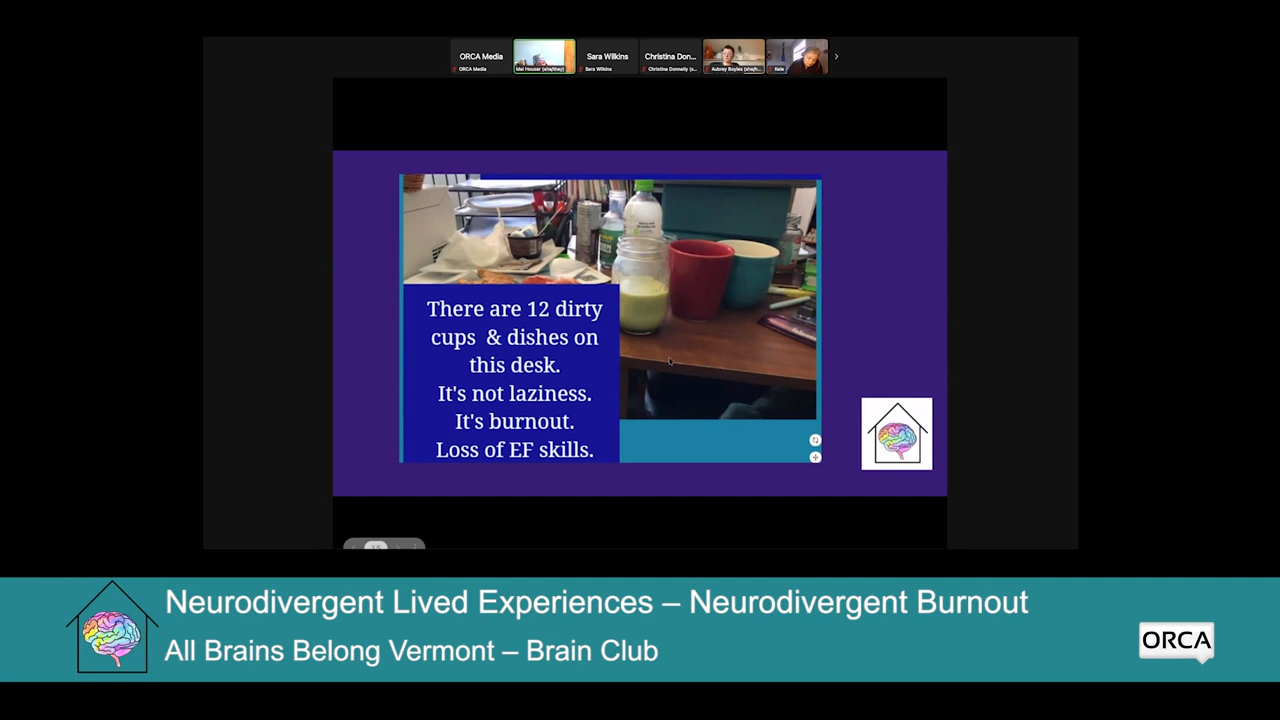 ORCA Media
Sara Wilkins
Christina Don...
ORCA Media
Mel Houser (she/they)
Sara Wilkins
Christina Donnelly (s...
Aubrey Boyles (she/h...
Kele
There are 12 dirty
cups & dishes on
this desk.
It's not laziness.
It's burnout.
Loss of EF skills.
15
Neurodivergent Lived Experiences – Neurodivergent Burnout
All Brains Belong Vermont – Brain Club
ORCA